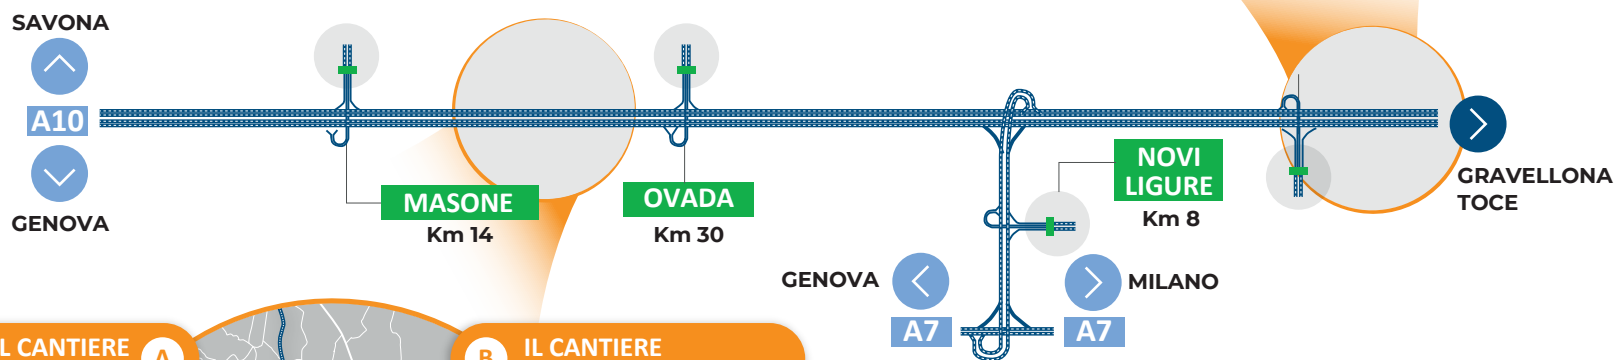 SAVONA
A10
GENOVA
MASONE
Km 14
OVADA
Km 30
NOVI
LIGURE
Km 8
GRAVELLONA
TOCE
GENOVA
A7
MILANO
A7
L CANTIERE
A
B
IL CANTIERE